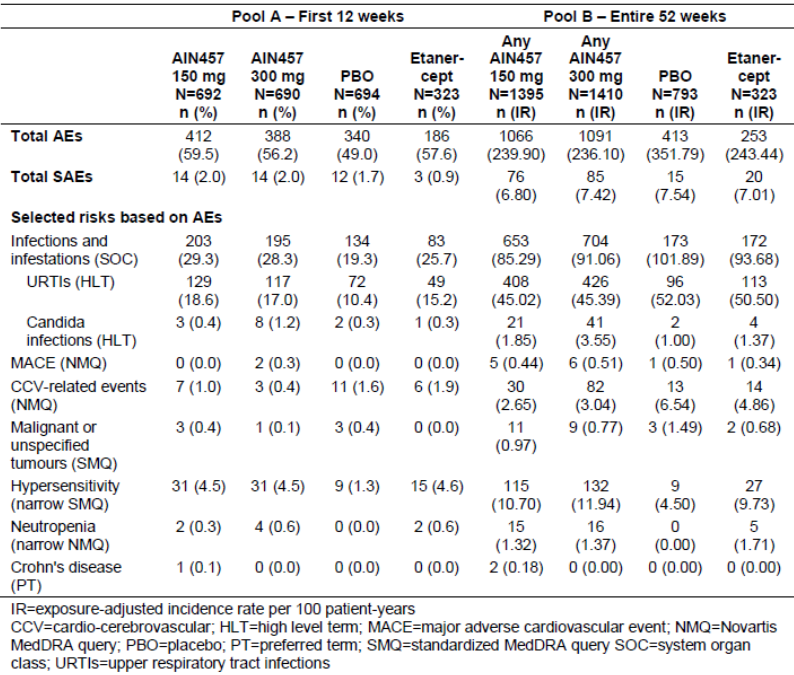 Pool A – First 12 weeks Pool B – Entire 52 weeks
AIN457 150 mg N=692 n (%) AIN457 300 mg N=690 n (%) PBO N=694 n (%) Etaner-cept N=323 n (%) Any AIN457 150 mg N=1395 n (IR) Any AIN457 300 mg N=1410 n (IR) PBO N=793 n (IR) Etaner-cept N=323 n (IR)
Total AEs 412 388 340 186 1066 1091 413 253
(59.5) (56.2) (49.0) (57.6) (239.90) (236.10) (351.79) (243.44)
Total SAEs 14 (2.0) 14 (2.0) 12 (1.7) 3 (0.9) 76 85 15 20
(6.80) (7.42) (7.54) (7.01)
Selected risks based on AEs
Infections and 203 195 134 83 653 704 173 172
infestations (SOC) (29.3) (28.3) (19.3) (25.7) (85.29) (91.06) (101.89) (93.68)
URTIs (HLT) 129 117 72 49 408 426 96 113
(18.6) (17.0) (10.4) (15.2) (45.02) (45.39) (52.03) (50.50)
Candida 3 (0.4) 8 (1.2) 2 (0.3) 1 (0.3) 21 41 2 4
infections (HLT) (1.85) (3.55) (1.00) (1.37)
MACE (NMQ) 0 (0.0) 2 (0.3) 0 (0.0) 0 (0.0) 5 (0.44) 6 (0.51) 1 (0.50) 1 (0.34)
CCV-related events 7 (1.0) 3 (0.4) 11 (1.6) 6 (1.9) 30 82 13 14
(NMQ) (2.65) (3.04) (6.54) (4.86)
Malignant or 3 (0.4) 1 (0.1) 3 (0.4) 0 (0.0) 11 9 (0.77) 3 (1.49) 2 (0.68)
unspecified (0.97)
tumours (SMQ)
Hypersensitivity 31 (4.5) 31 (4.5) 9 (1.3) 15 (4.6) 115 132 9 27
(narrow SMQ) (10.70) (11.94) (4.50) (9.73)
Neutropenia 2 (0.3) 4 (0.6) 0 (0.0) 2 (0.6) 15 16 0 5
(narrow NMQ) (1.32) (1.37) (0.00) (1.71)
Crohn's disease 1 (0.1) 0 (0.0) 0 (0.0) 0 (0.0) 2 (0.18) 0 (0.00) 0 (0.00) 0 (0.00)
(PT)
IR=exposure-adjusted incidence rate per 100 patient-years
CCV=cardio-cerebrovascular; HLT=high level term; MACE=major adverse cardiovascular event; NMQ=Novartis
MedDRA query; PBO=placebo; PT=preferred term; SMQ=standardized MedDRA query SOC=system organ
class; URTIs=upper respiratory tract infections